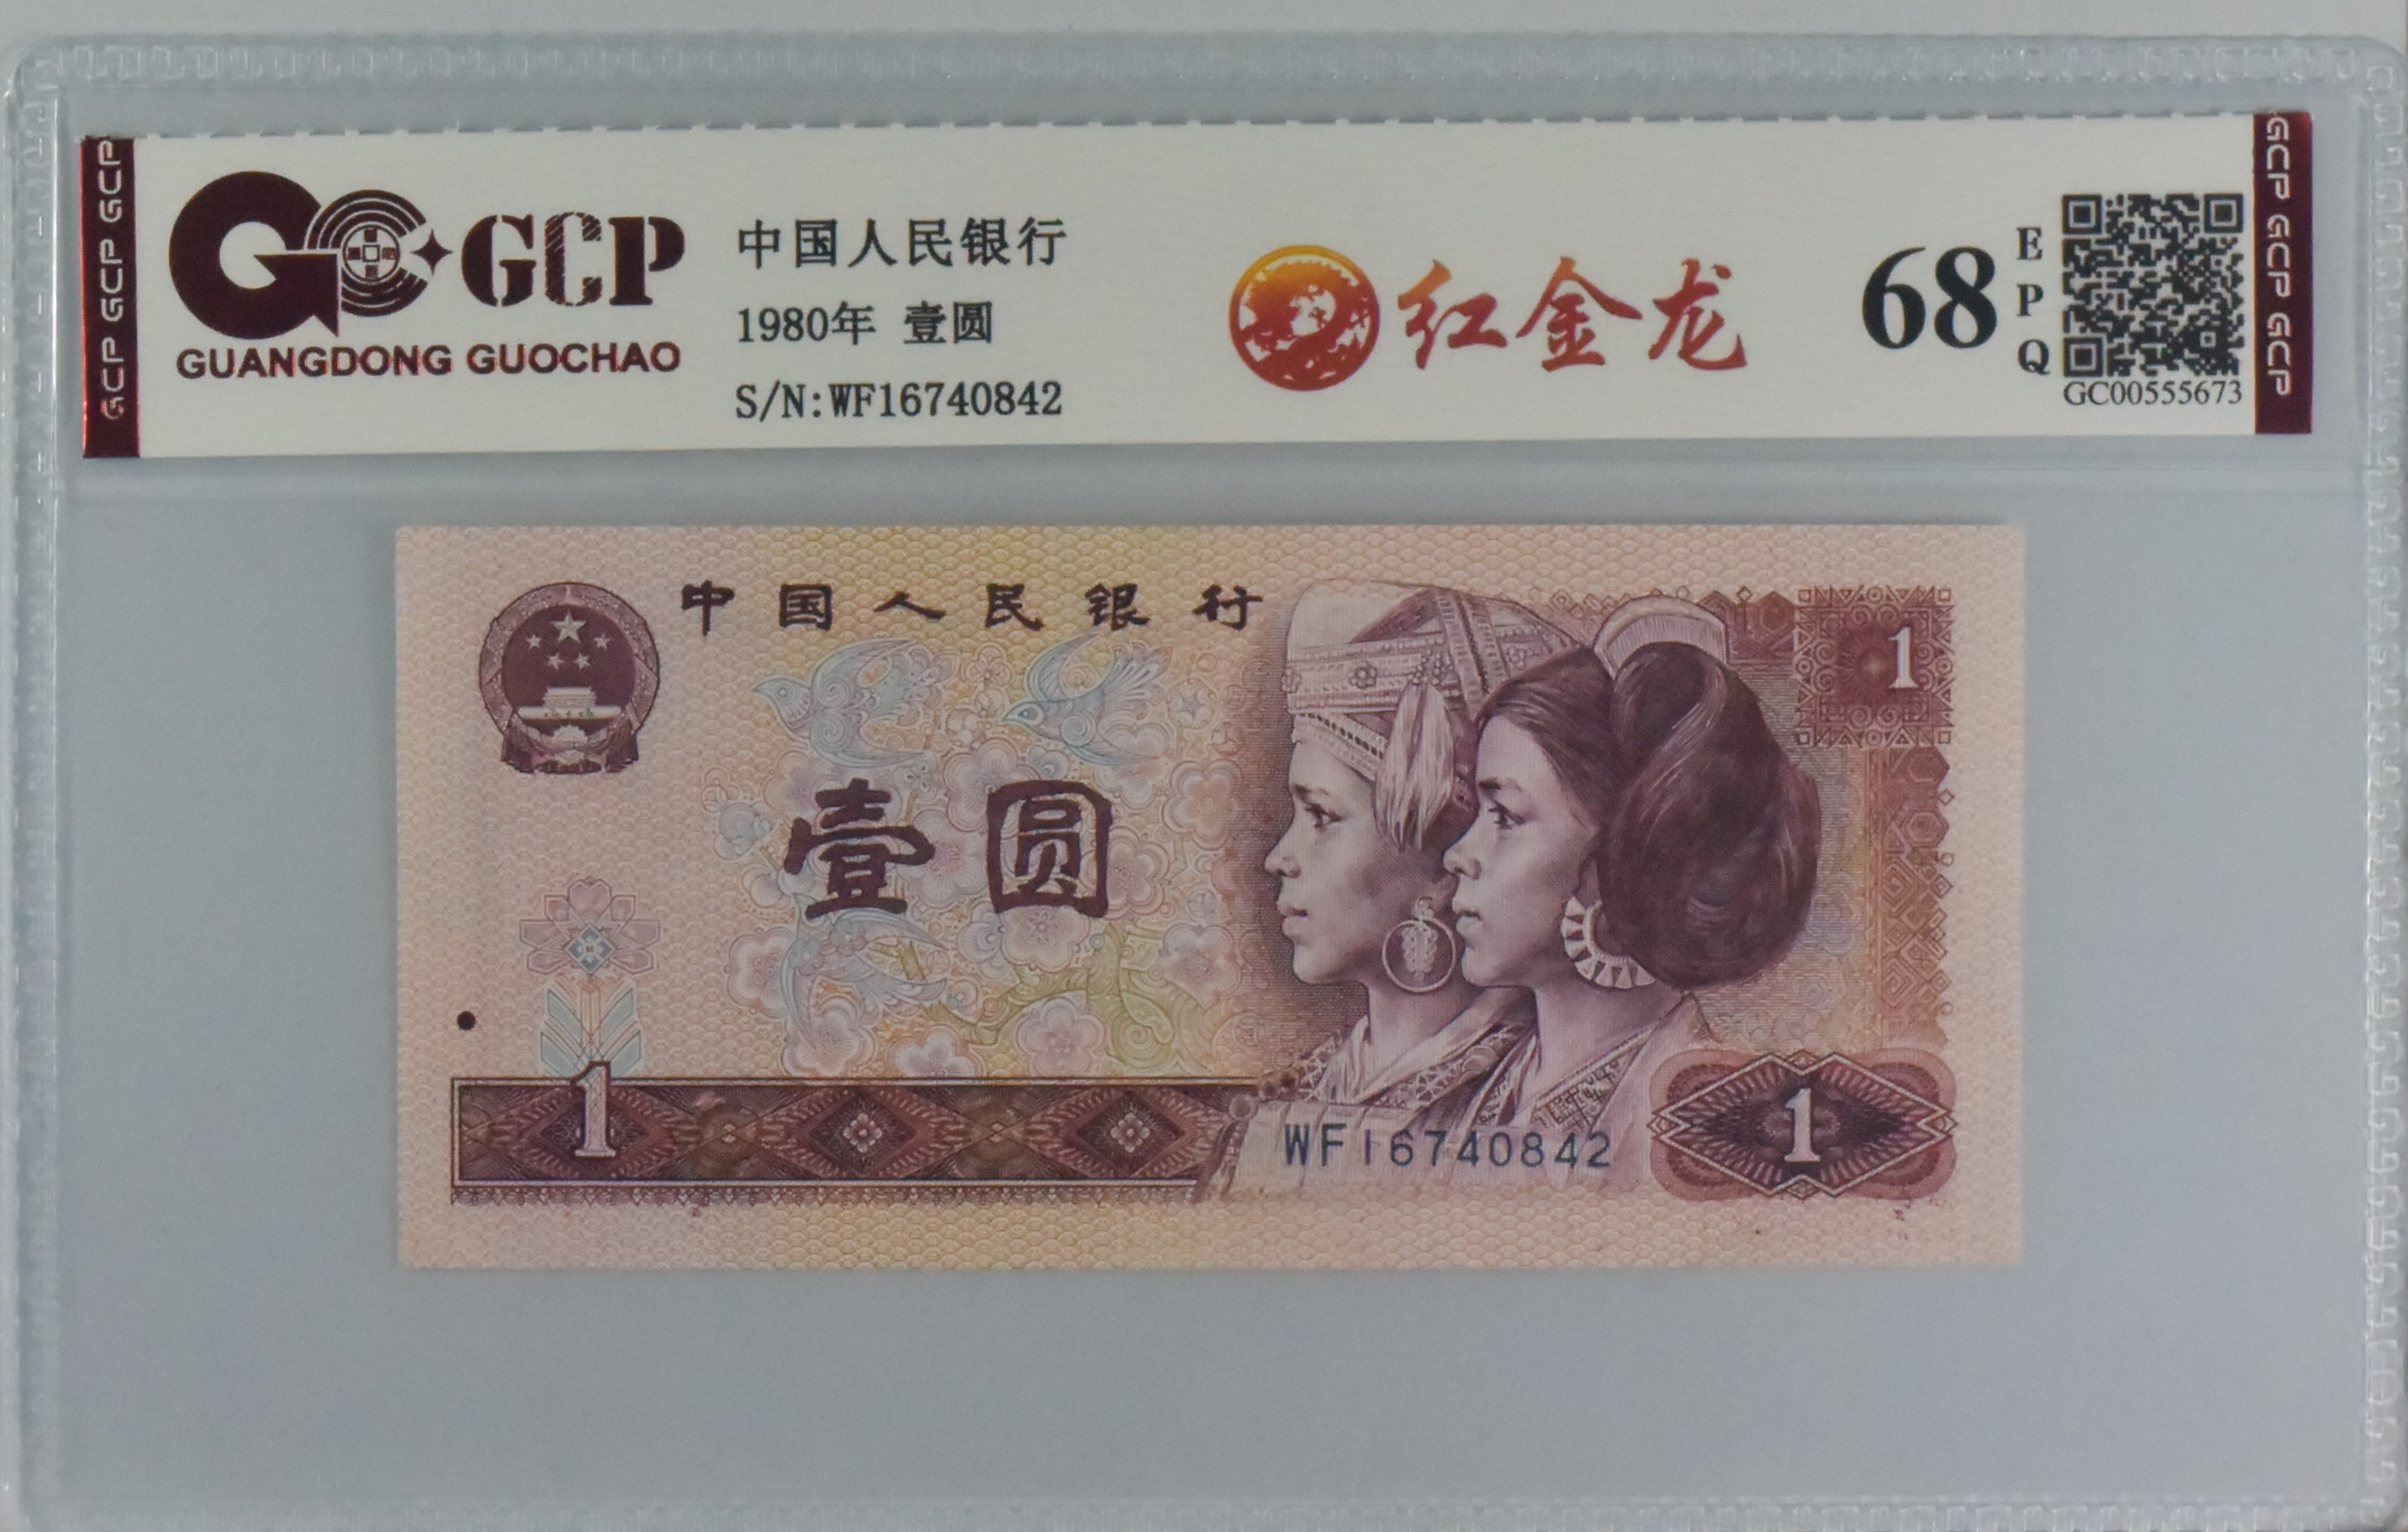 GCP GCP GCP
GCP
GUANGDONG GUOCHAO
中国人民银行
1980年 壹圆
S/N:WF16740842
红金龙
68
EPQ
GC00555673
GCP GCP GCP
中国人民银行
1
壹圆
1
WF16740842
1